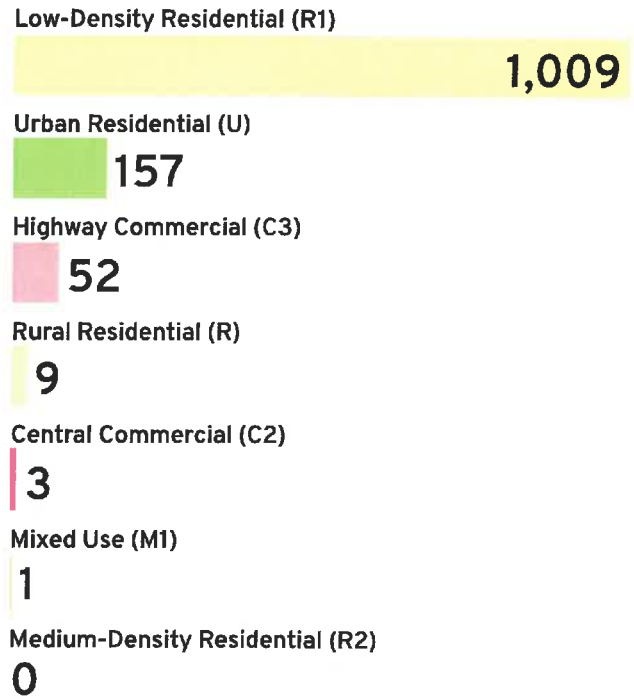 Low-Density Residential (R1)
1,009
Urban Residential (U)
157
Highway Commercial (C3)
52
Rural Residential (R)
9
Central Commercial (C2)
3
Mixed Use (M1)
1
Medium-Density Residential (R2)
0